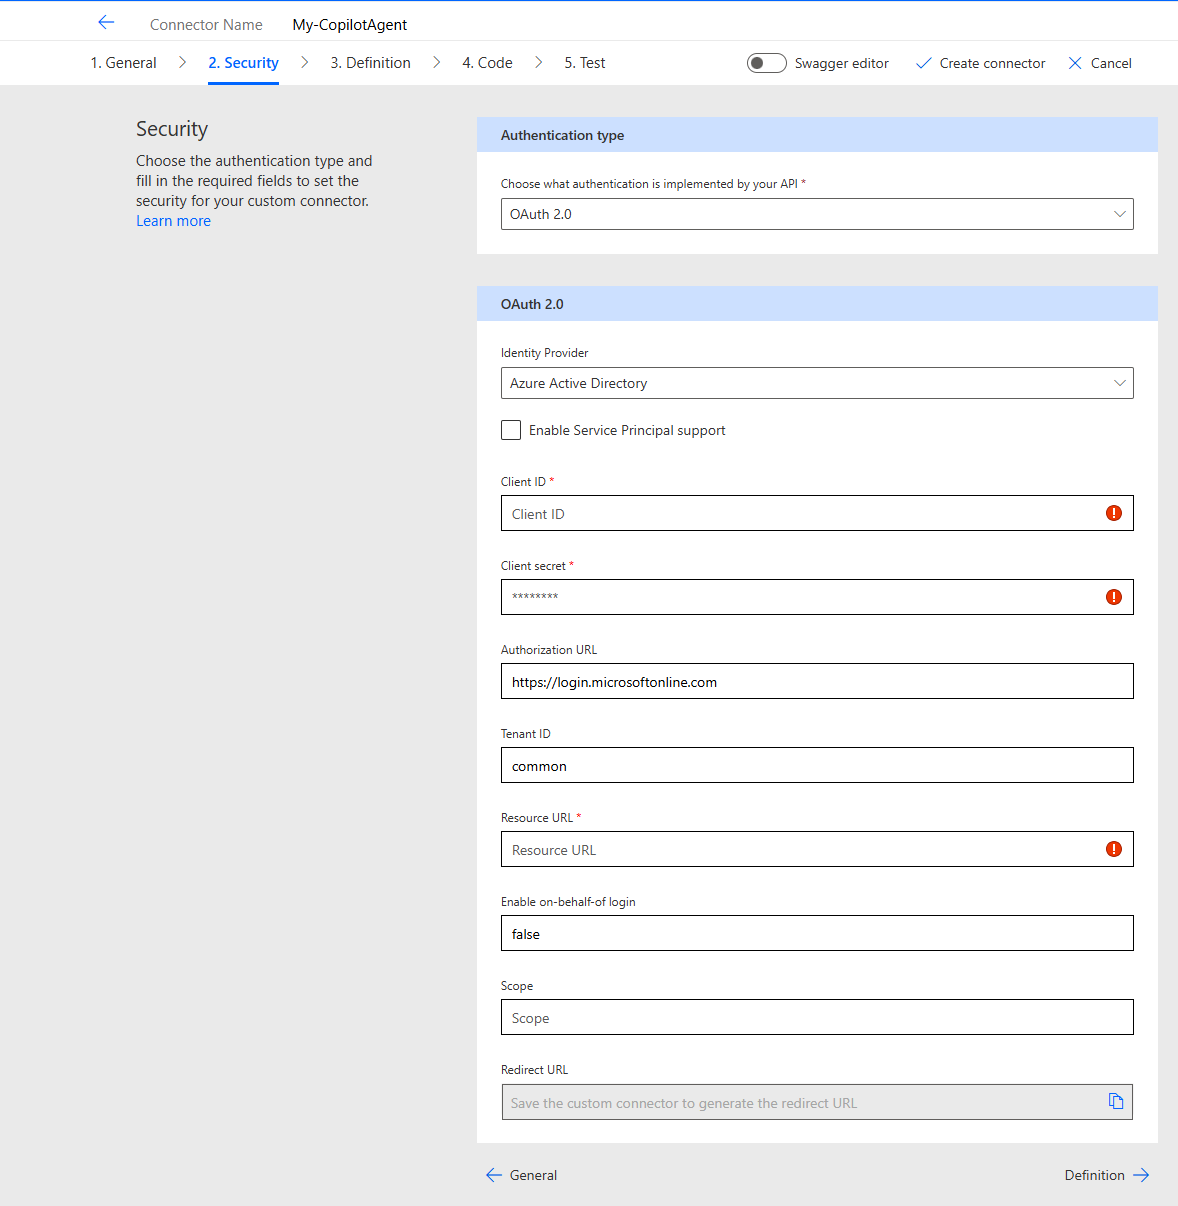 Connector Name My-CopilotAgent
1. General 2. Security 3. Definition 4. Code 5. Test Swagger editor Create connector Cancel
Security
Choose the authentication type and
fill in the required fields to set the
security for your custom connector.
Learn more
Authentication type
Choose what authentication is implemented by your API *
OAuth 2.0
OAuth 2.0
Identity Provider
Azure Active Directory
Enable Service Principal support
Client ID *
Client ID
Client secret *
********
Authorization URL
https://login.microsoftonline.com
Tenant ID
common
Resource URL *
Resource URL
Enable on-behalf-of login
false
Scope
Scope
Redirect URL
Save the custom connector to generate the redirect URL
General Definition